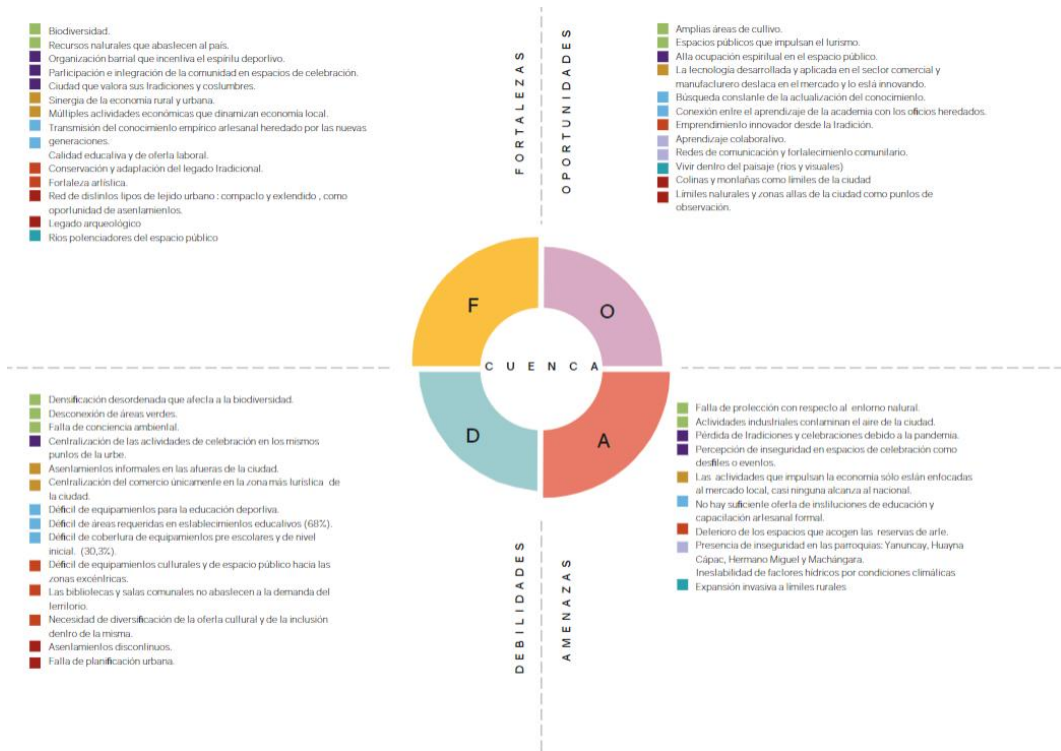 Biodiversidad.
Recursos naturales que abastecen al país.
Organización barrial que incentiva el espíritu deportivo.
Participación e integración de la comunidad en espacios de celebración.
Ciudad que valora sus tradiciones y costumbres.
Sinergia de la economía rural y urbana.
Múltiples actividades económicas que dinamizan economía local.
Transmisión del conocimiento empírico artesanal heredado por las nuevas
generaciones.
Calidad educativa y de oferta laboral.
Conservación y adaptación del legado tradicional.
Fortaleza artística.
Red de distintos tipos de tejido urbano : compacto y extendido , como
oportunidad de asentamientos.
Legado arqueológico
Ríos potenciadores del espacio público
FORTALEZAS
OPORTUNIDADES
Amplias áreas de cultivo.
Espacios públicos que impulsan el turismo.
Alta ocupación espiritual en el espacio público.
La tecnología desarrollada y aplicada en el sector comercial y
manufacturero destaca en el mercado y lo está innovando.
Búsqueda constante de la actualización del conocimiento.
Conexión entre el aprendizaje de la academia con los oficios heredados.
Emprendimiento innovador desde la tradición.
Aprendizaje colaborativo.
Redes de comunicación y fortalecimiento comunitario.
Vivir dentro del paisaje (ríos y visuales)
Colinas y montañas como límites de la ciudad
Límites naturales y zonas altas de la ciudad como puntos de
observación.
F
O
CUENCA
D
A
Densificación desordenada que afecta a la biodiversidad.
Desconexión de áreas verdes.
Falta de conciencia ambiental.
Centralización de las actividades de celebración en los mismos
puntos de la urbe.
Asentamientos informales en las afueras de la ciudad.
Centralización del comercio únicamente en la zona más turística de
la ciudad.
Déficit de equipamientos para la educación deportiva.
Déficit de áreas requeridas en establecimientos educativos (68%).
Déficit de cobertura de equipamientos pre escolares y de nivel
inicial. (30,3%).
Déficit de equipamientos culturales y de espacio público hacia las
zonas excéntricas.
Las bibliotecas y salas comunales no abastecen a la demanda del
territorio.
Necesidad de diversificación de la oferta cultural y de la inclusión
dentro de la misma.
Asentamientos discontinuos.
Falta de planificación urbana.
DEBILIDADES
AMENAZAS
Falta de protección con respecto al entorno natural.
Actividades industriales contaminan el aire de la ciudad.
Pérdida de tradiciones y celebraciones debido a la pandemia.
Percepción de inseguridad en espacios de celebración como
desfiles o eventos.
Las actividades que impulsan la economía sólo están enfocadas
al mercado local, casi ninguna alcanza al nacional.
No hay suficiente oferta de instituciones de educación y
capacitación artesanal formal.
Deterioro de los espacios que acogen las reservas de arte.
Presencia de inseguridad en las parroquias: Yanuncay, Huayna
Cápac, Hermano Miguel y Machángara.
Inestabilidad de factores hídricos por condiciones climáticas
Expansión invasiva a límites rurales